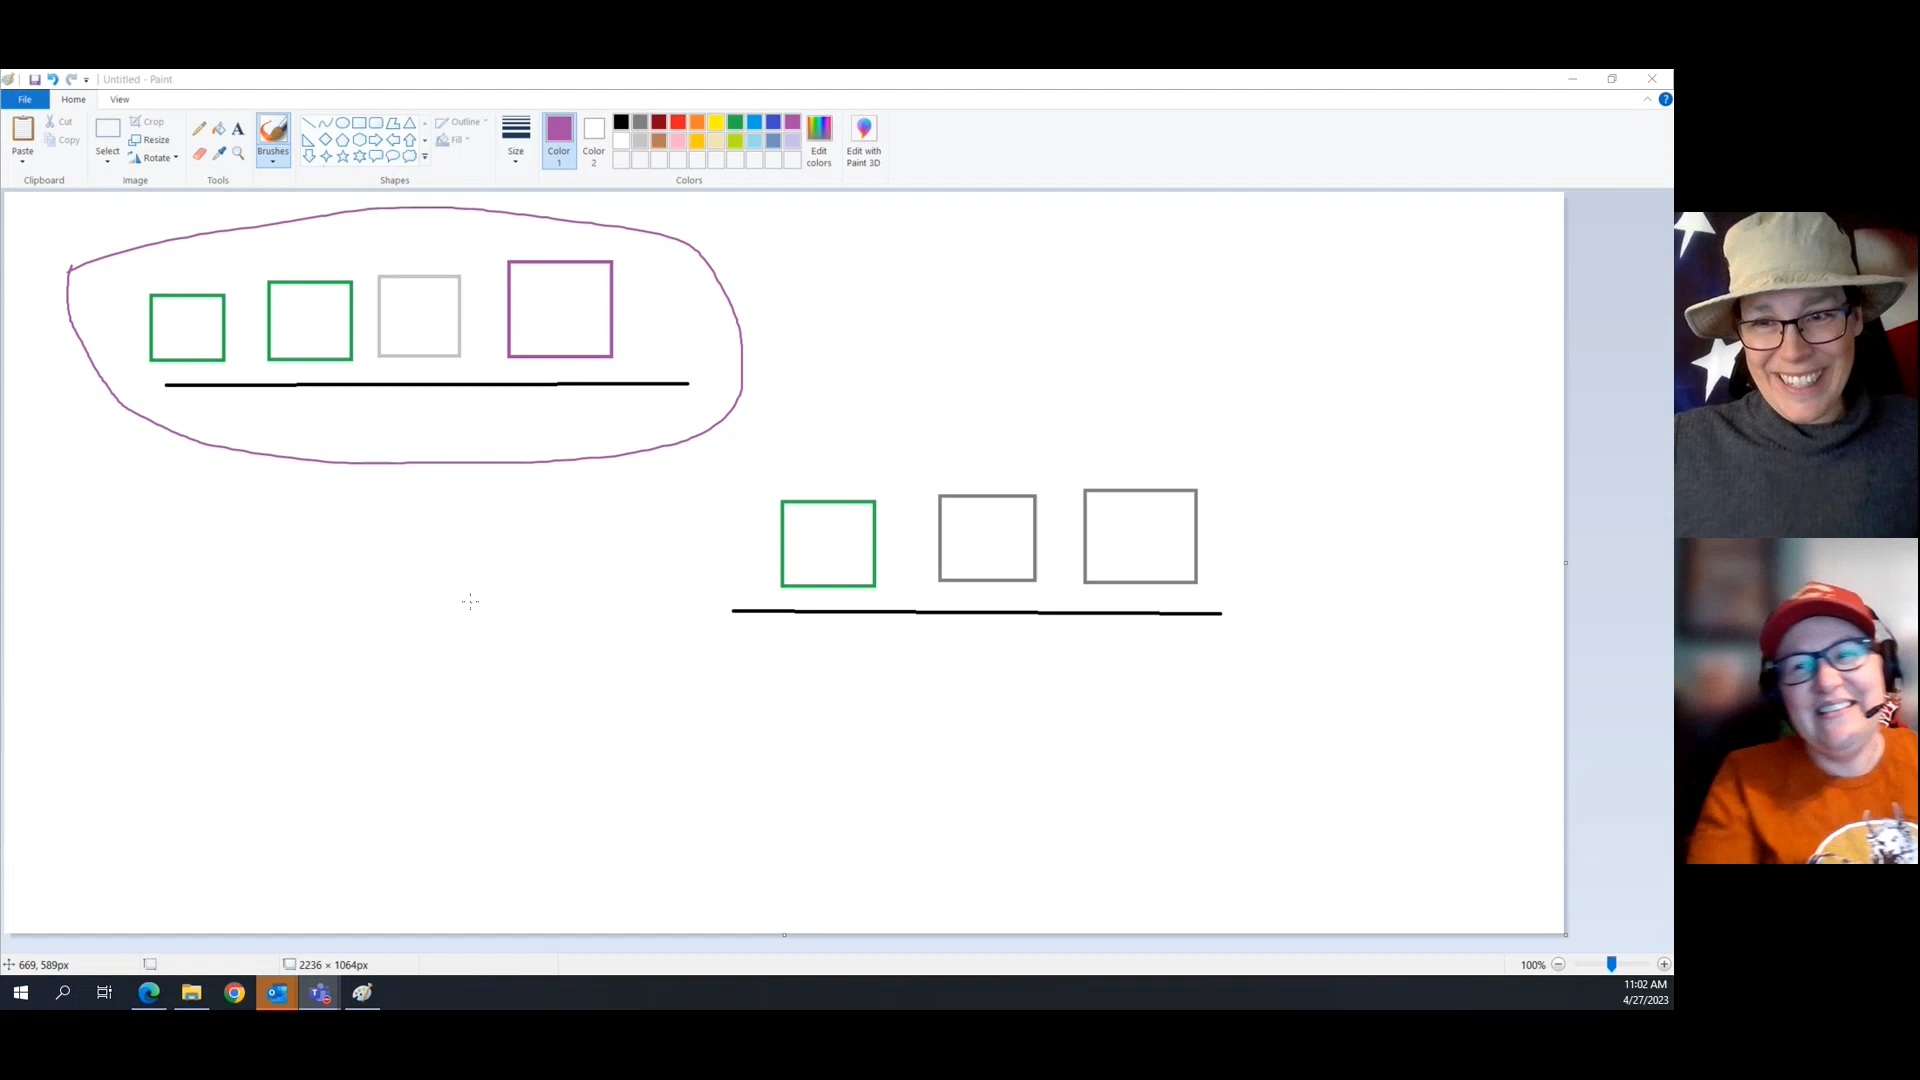 Untitled - Paint
File Home View
Paste
Cut
Copy
Clipboard
Select
Crop
Resize
Rotate
Image
A
Tools
Brushes
Shapes
Outline
Fill
Size
Color 1
Color 2
Colors
Edit colors
Edit with Paint 3D
?
669, 589px
2236 × 1064px
100%
11:02 AM
4/27/2023